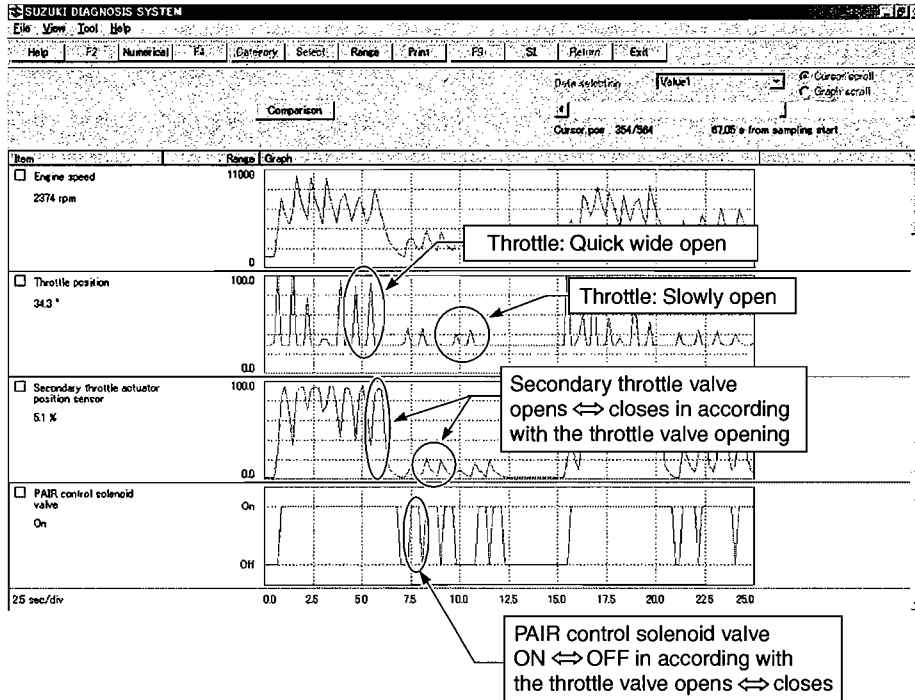 SUZUKI DIAGNOSIS SYSTEM
File View Tool Help
Help F2 Numerical F4 Category Select Range Print F9 S1 Return Exit
Data selection Value1 Cursor scroll
Graph scroll
Comparison
Cursor pos 354/564 67.05 s from sampling start
Item Range Graph
Engine speed 11000
2374 rpm
0
Throttle: Quick wide open
Throttle position 100.0
34.3 °
Throttle: Slowly open
0.0
Secondary throttle actuator 100.0
position sensor
5.1 %
Secondary throttle valve
opens ⇔ closes in according
with the throttle valve opening
0.0
PAIR control solenoid
valve
On On
Off
2.5 sec/div 0.0 2.5 5.0 7.5 10.0 12.5 15.0 17.5 20.0 22.5 25.0
PAIR control solenoid valve
ON ⇔ OFF in according with
the throttle valve opens ⇔ closes